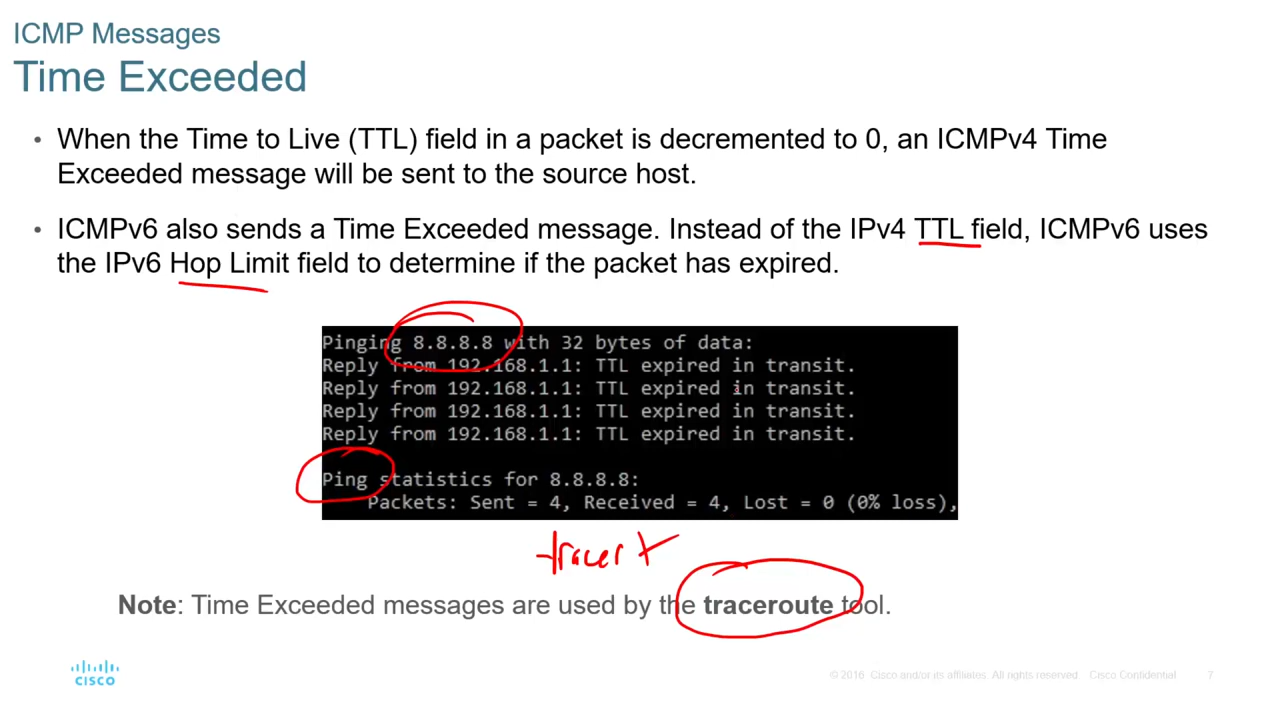 ICMP Messages
Time Exceeded
• When the Time to Live (TTL) field in a packet is decremented to 0, an ICMPv4 Time
Exceeded message will be sent to the source host.
• ICMPv6 also sends a Time Exceeded message. Instead of the IPv4 TTL field, ICMPv6 uses
the IPv6 Hop Limit field to determine if the packet has expired.
Pinging 8.8.8.8 with 32 bytes of data:
Reply from 192.168.1.1: TTL expired in transit.
Reply from 192.168.1.1: TTL expired in transit.
Reply from 192.168.1.1: TTL expired in transit.
Reply from 192.168.1.1: TTL expired in transit.
Ping statistics for 8.8.8.8:
Packets: Sent = 4, Received = 4, Lost = 0 (0% loss),
tracert
Note: Time Exceeded messages are used by the traceroute tool.
CISCO
© 2016 Cisco and/or its affiliates. All rights reserved. Cisco Confidential 7